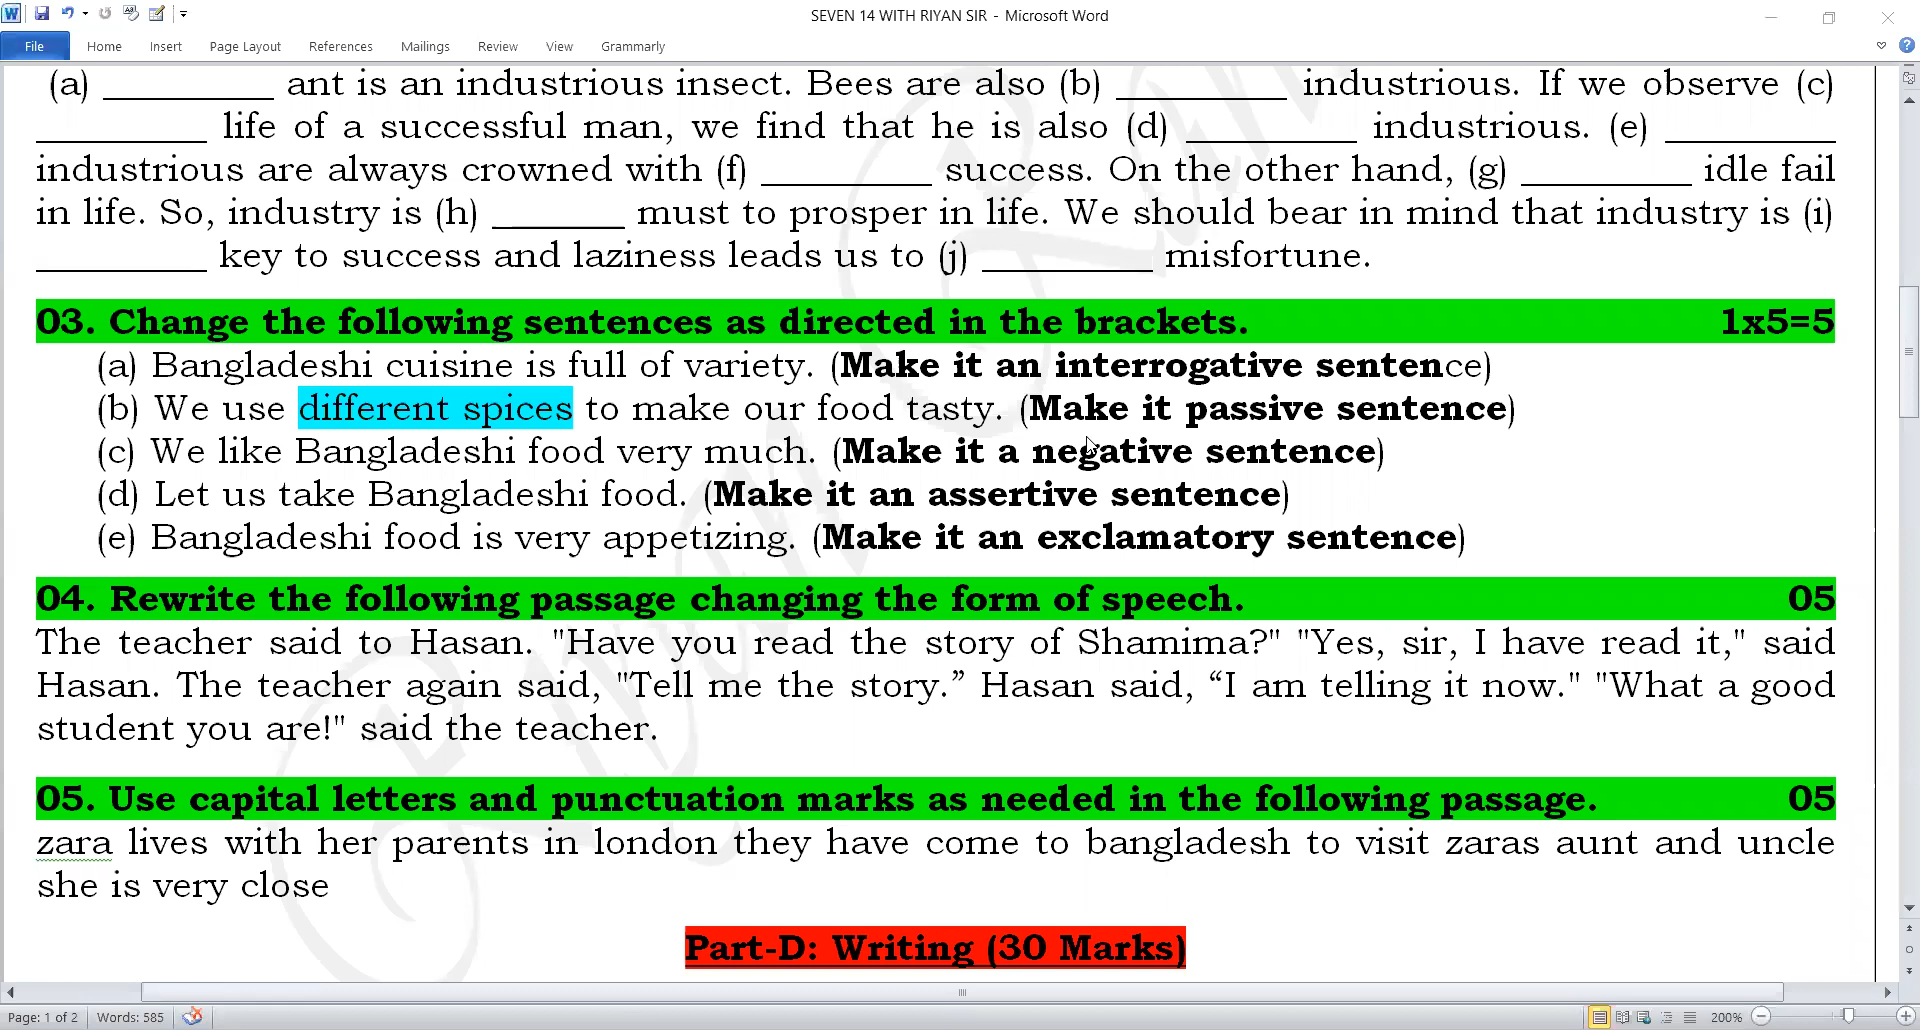 SEVEN 14 WITH RIYAN SIR - Microsoft Word
File Home Insert Page Layout References Mailings Review View Grammarly
(a) _________ ant is an industrious insect. Bees are also (b) _________ industrious. If we observe (c)
_________ life of a successful man, we find that he is also (d) _________ industrious. (e) _________
industrious are always crowned with (f) _________ success. On the other hand, (g) _________ idle fail
in life. So, industry is (h) _______ must to prosper in life. We should bear in mind that industry is (i)
_________ key to success and laziness leads us to (j) _________ misfortune.
03. Change the following sentences as directed in the brackets. 1x5=5
(a) Bangladeshi cuisine is full of variety. (Make it an interrogative sentence)
(b) We use different spices to make our food tasty. (Make it passive sentence)
(c) We like Bangladeshi food very much. (Make it a negative sentence)
(d) Let us take Bangladeshi food. (Make it an assertive sentence)
(e) Bangladeshi food is very appetizing. (Make it an exclamatory sentence)
04. Rewrite the following passage changing the form of speech. 05
The teacher said to Hasan. "Have you read the story of Shamima?" "Yes, sir, I have read it," said
Hasan. The teacher again said, "Tell me the story.” Hasan said, “I am telling it now." "What a good
student you are!" said the teacher.
05. Use capital letters and punctuation marks as needed in the following passage. 05
zara lives with her parents in london they have come to bangladesh to visit zaras aunt and uncle
she is very close
Part-D: Writing (30 Marks)
Page: 1 of 2 Words: 585 200%